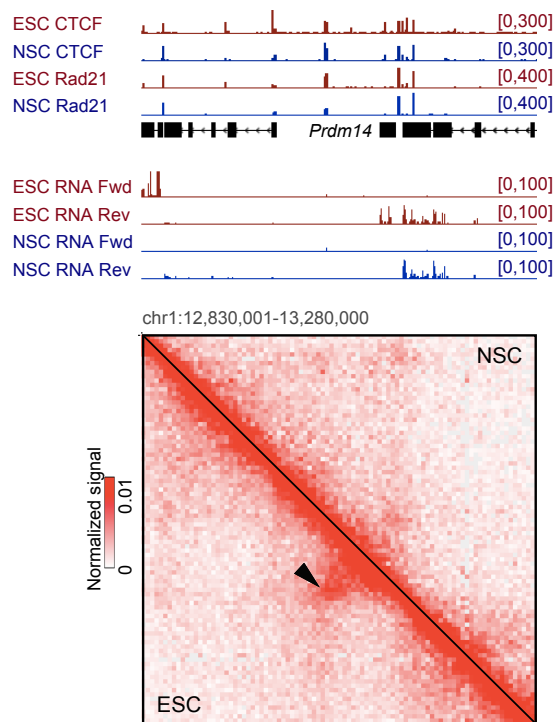 ESC CTCF [0,300]
NSC CTCF [0,300]
ESC Rad21 [0,400]
NSC Rad21 [0,400]
Prdm14
ESC RNA Fwd [0,100]
ESC RNA Rev [0,100]
NSC RNA Fwd [0,100]
NSC RNA Rev [0,100]
chr1:12,830,001-13,280,000
NSC
Normalized signal
0.01
0
ESC